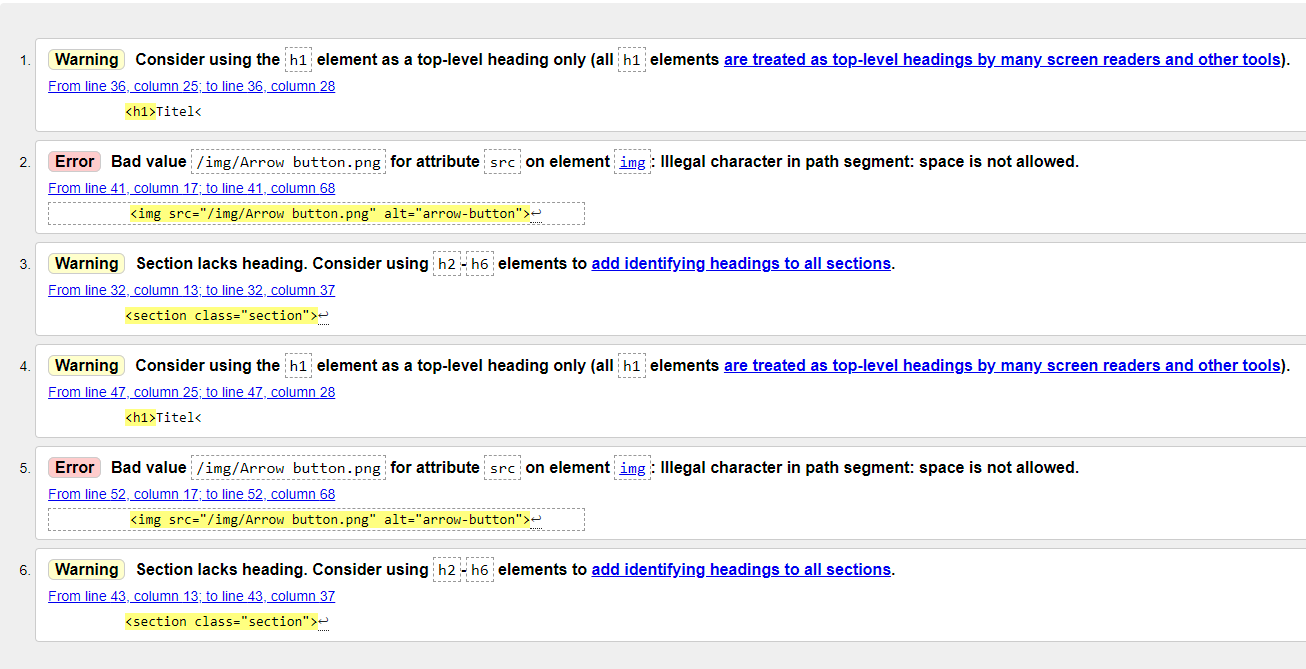 1. Warning Consider using the h1 element as a top-level heading only (all h1 elements are treated as top-level headings by many screen readers and other tools).
From line 36, column 25; to line 36, column 28
<h1>Titel<
2. Error Bad value /img/Arrow button.png for attribute src on element img: Illegal character in path segment: space is not allowed.
From line 41, column 17; to line 41, column 68
<img src="/img/Arrow button.png" alt="arrow-button">↩
3. Warning Section lacks heading. Consider using h2-h6 elements to add identifying headings to all sections.
From line 32, column 13; to line 32, column 37
<section class="section">↩
4. Warning Consider using the h1 element as a top-level heading only (all h1 elements are treated as top-level headings by many screen readers and other tools).
From line 47, column 25; to line 47, column 28
<h1>Titel<
5. Error Bad value /img/Arrow button.png for attribute src on element img: Illegal character in path segment: space is not allowed.
From line 52, column 17; to line 52, column 68
<img src="/img/Arrow button.png" alt="arrow-button">↩
6. Warning Section lacks heading. Consider using h2-h6 elements to add identifying headings to all sections.
From line 43, column 13; to line 43, column 37
<section class="section">↩